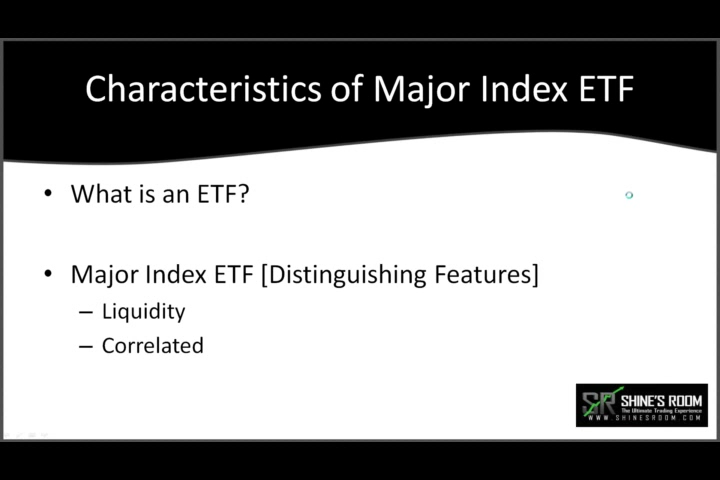 Characteristics of Major Index ETF
• What is an ETF?
• Major Index ETF [Distinguishing Features]
– Liquidity
– Correlated
SR SHINE'S ROOM
The Ultimate Trading Experience
WWW.SHINESROOM.COM